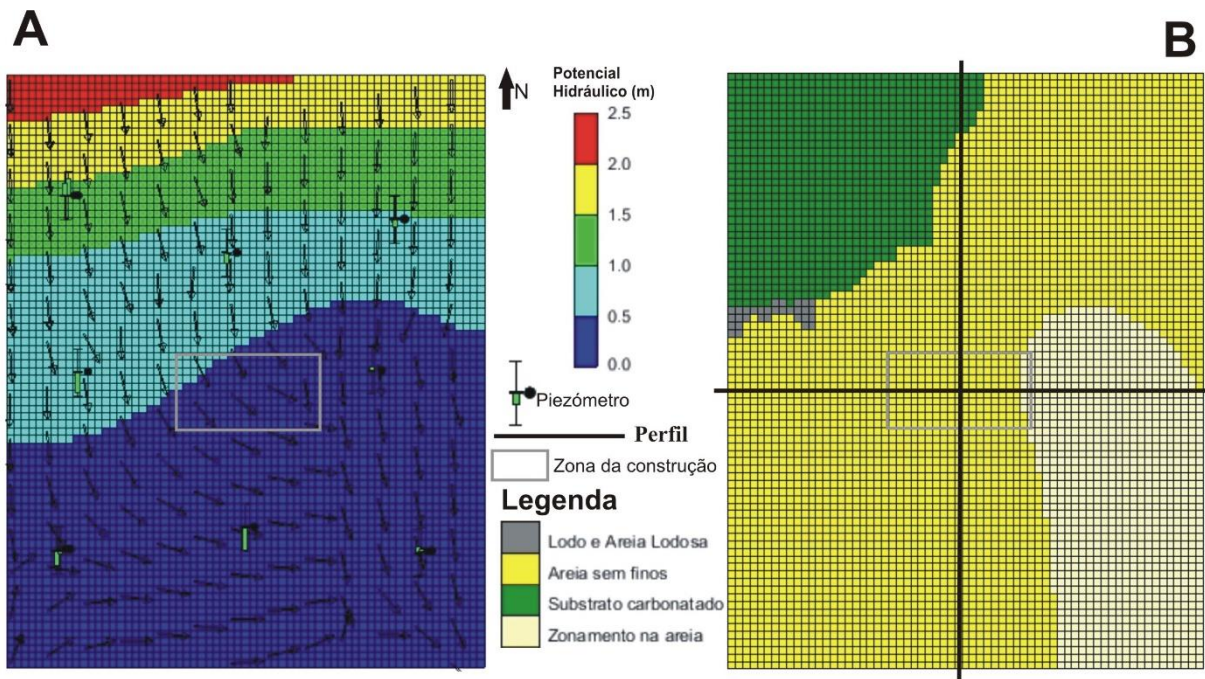 A
B
N
Potencial
Hidráulico (m)
2.5
2.0
1.5
1.0
0.5
0.0
Piezómetro
Perfil
Zona da construção
Legenda
Lodo e Areia Lodosa
Areia sem finos
Substrato carbonatado
Zonamento na areia